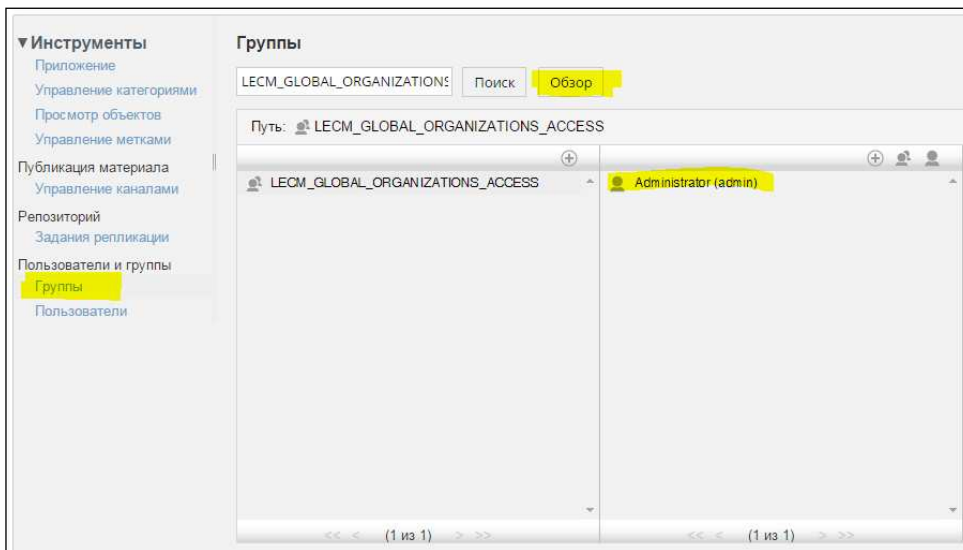 Инструменты
Приложение
Управление категориями
Просмотр объектов
Управление метками
Публикация материала
Управление каналами
Репозиторий
Задания репликации
Пользователи и группы
Группы
Пользователи
Группы
LECM_GLOBAL_ORGANIZATIONS Поиск Обзор
Путь: LECM_GLOBAL_ORGANIZATIONS_ACCESS
LECM_GLOBAL_ORGANIZATIONS_ACCESS
Administrator (admin)
<< < (1 из 1) > >>
<< < (1 из 1) > >>